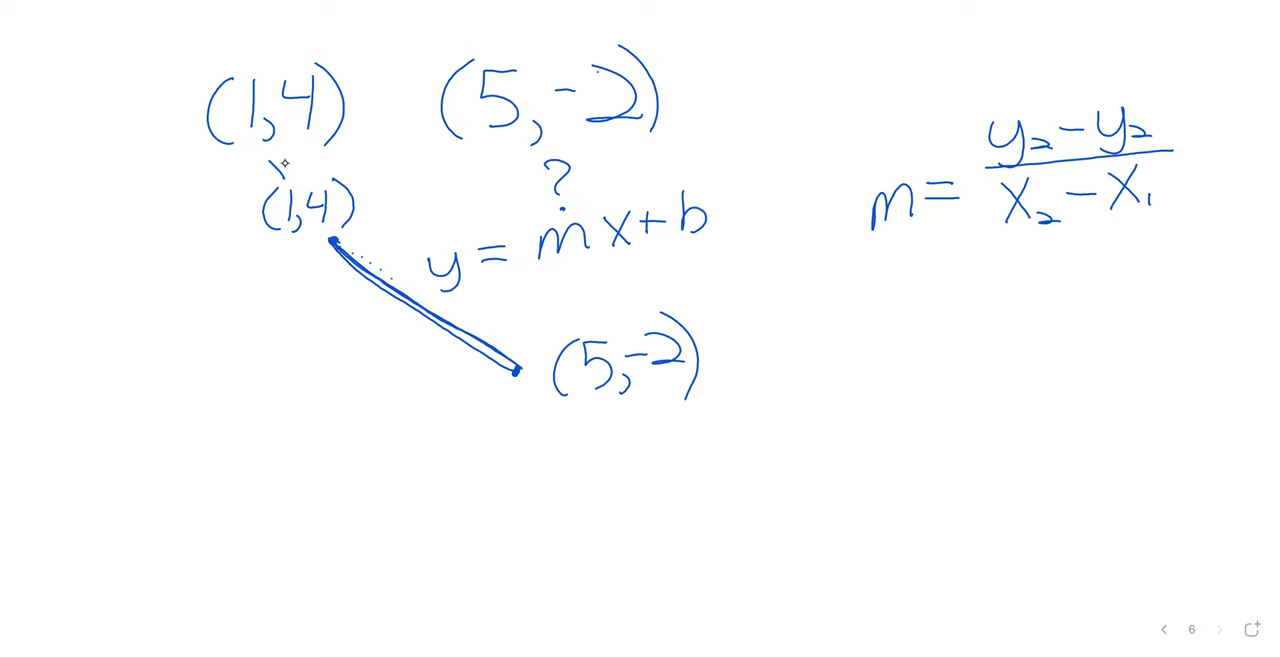 (1,4) (5,-2)
(1,4)
?
y = mx+b
(5,-2)
m = y₂-y₂ / x₂-x₁
6